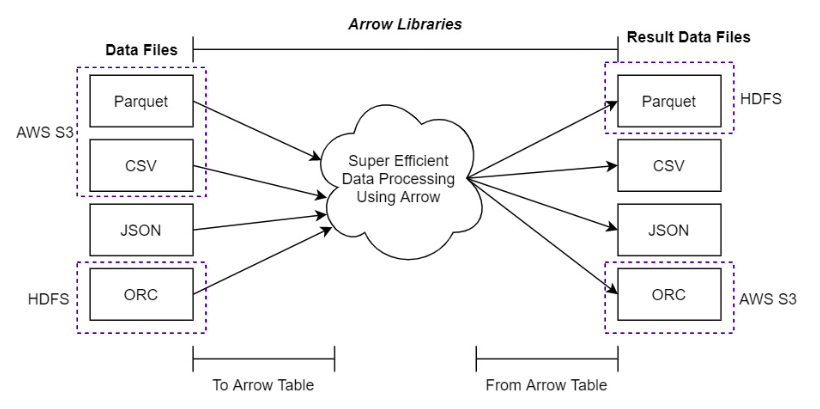 Arrow Libraries
Data Files
Result Data Files
AWS S3
Parquet
CSV
JSON
HDFS
ORC
Super Efficient
Data Processing
Using Arrow
Parquet
HDFS
CSV
JSON
ORC
AWS S3
To Arrow Table
From Arrow Table